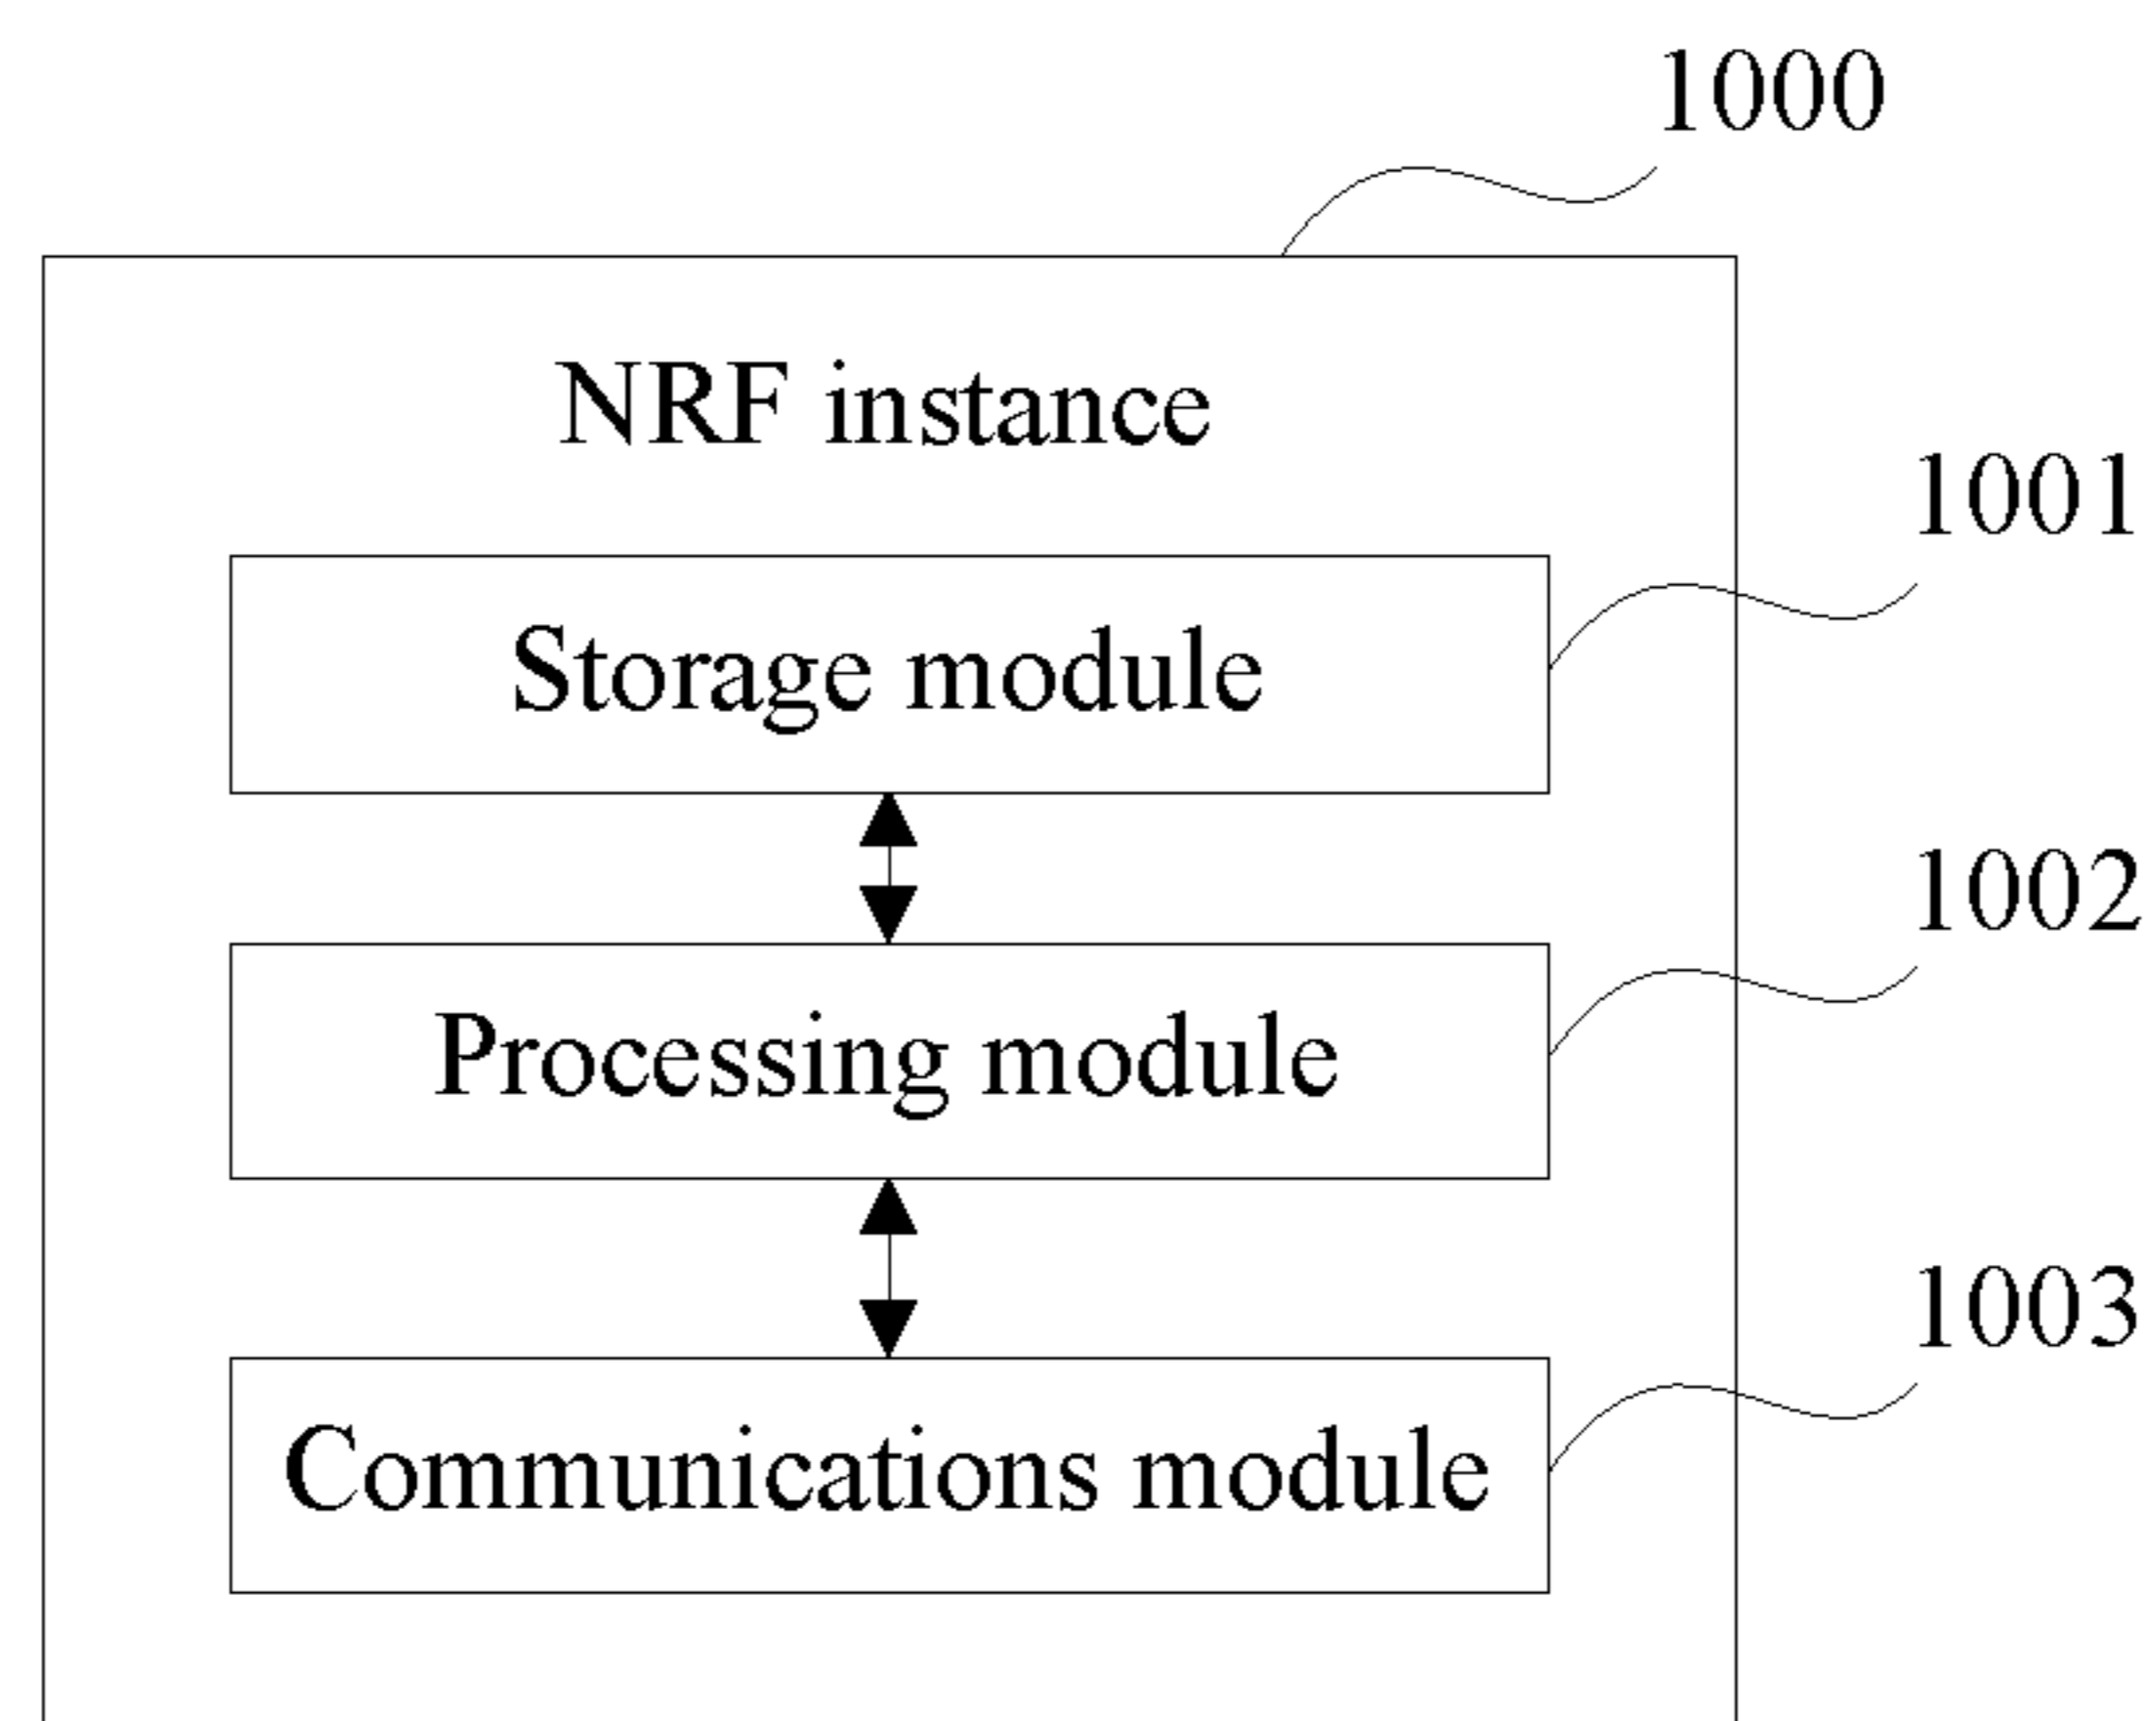 1000
NRF instance
1001
Storage module
1002
Processing module
1003
Communications module